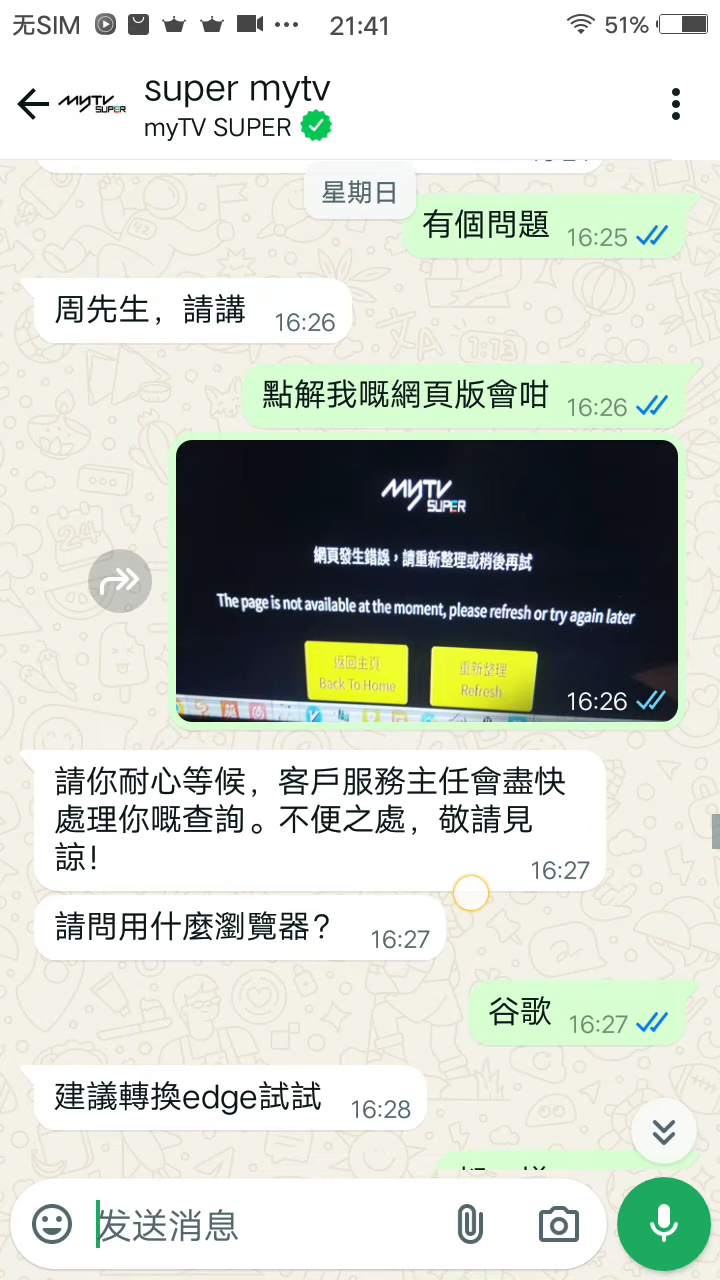 无SIM
21:41
51%
myTV SUPER
super mytv
myTV SUPER
星期日
有個問題 16:25
周先生，請講 16:26
點解我嘅網頁版會咁 16:26
myTV SUPER
網頁發生錯誤，請重新整理或稍後再試
The page is not available at the moment, please refresh or try again later
返回主頁
Back To Home
重新整理
Refresh
16:26
請你耐心等候，客戶服務主任會盡快
處理你嘅查詢。不便之處，敬請見
諒！ 16:27
請問用什麼瀏覽器？ 16:27
谷歌 16:27
建議轉換edge試試 16:28
发送消息